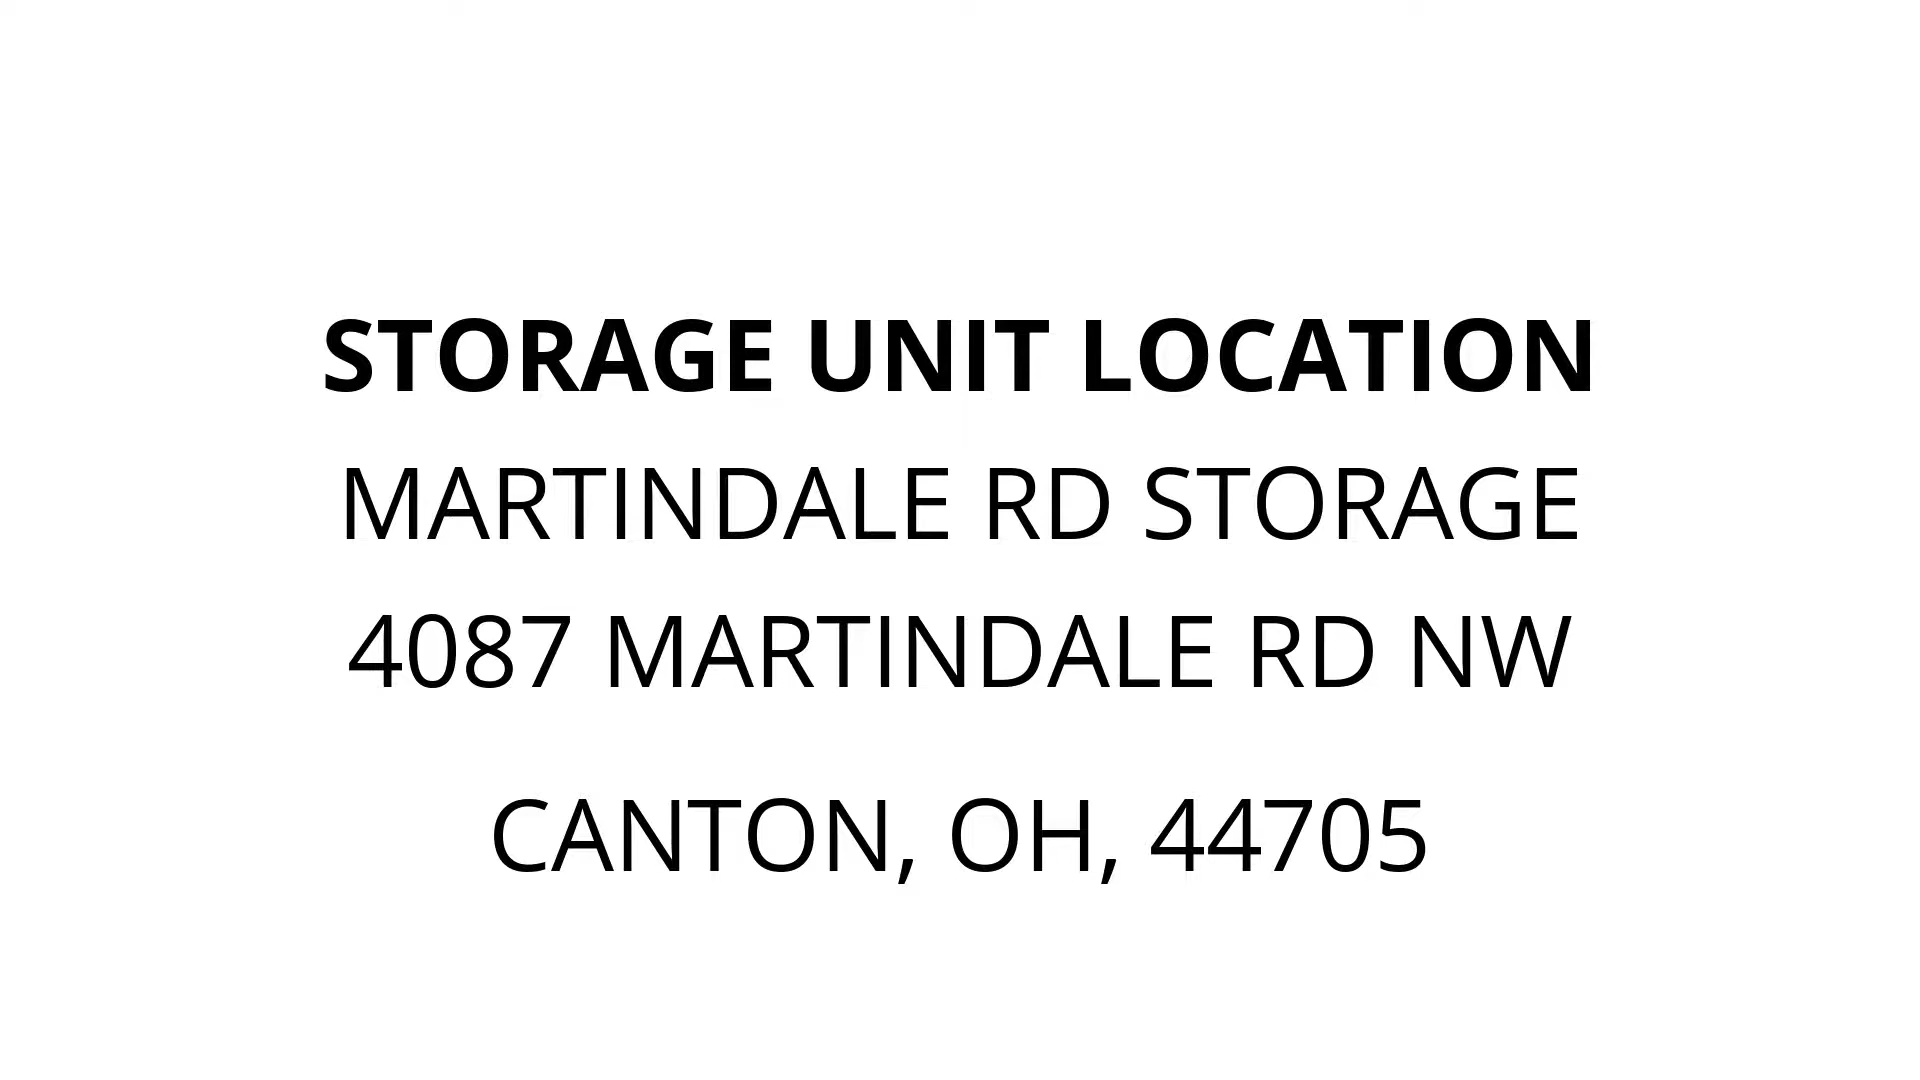 STORAGE UNIT LOCATION
MARTINDALE RD STORAGE
4087 MARTINDALE RD NW
CANTON, OH, 44705